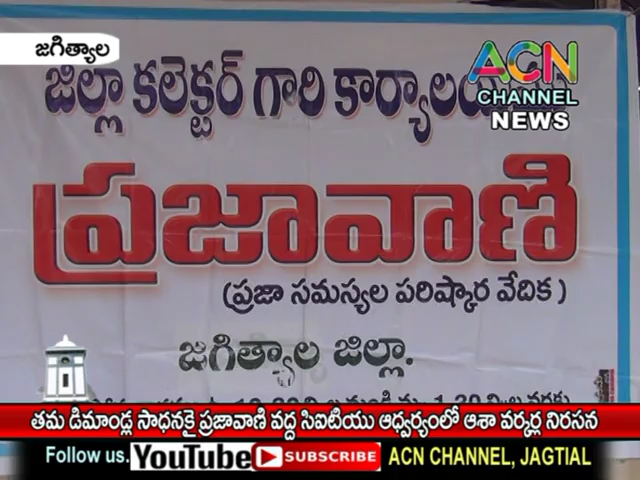 జగిత్యాల
జిల్లా కలెక్టర్ గారి
ACN
CHANNEL
NEWS
ప్రజావాణి
(ప్రజా సమస్యల పరిష్కార వేదిక)
జగిత్యాల జిల్లా.
తమ డిమాండ్ల సాధనకై ప్రజావాణి వద్ద సిఐటియు ఆధ్వర్యంలో ఆశా వర్కర్ల నిరసన
Follow us. YouTube SUBSCRIBE ACN CHANNEL, JAGTIAL